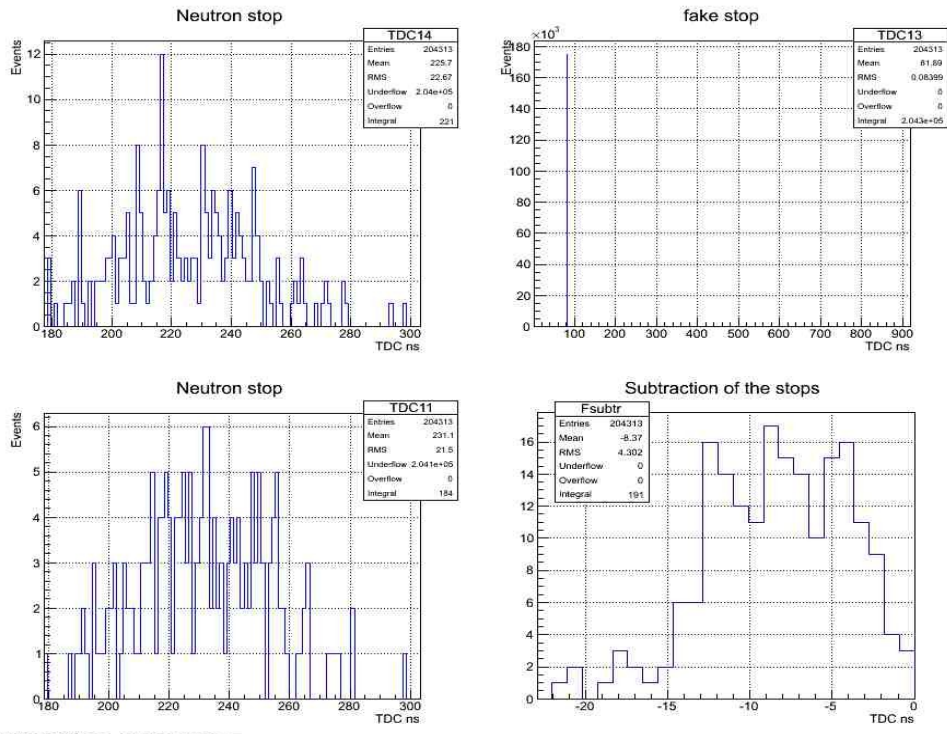 Neutron stop
TDC14
Entries 204313
Mean 225.7
RMS 22.67
Underflow 2.04e+05
Overflow 0
Integral 221
Events
12
10
8
6
4
2
0
180 200 220 240 260 280 300
TDC ns
fake stop
TDC13
Entries 204313
Mean 81.89
RMS 0.08399
Underflow 0
Overflow 0
Integral 2.043e+05
×10³
Events
180
160
140
120
100
80
60
40
20
0
100 200 300 400 500 600 700 800 900
TDC ns
Neutron stop
TDC11
Entries 204313
Mean 231.1
RMS 21.5
Underflow 2.041e+05
Overflow 0
Integral 184
Events
6
5
4
3
2
1
0
180 200 220 240 260 280 300
TDC ns
Subtraction of the stops
Fsubtr
Entries 204313
Mean -8.37
RMS 4.302
Underflow 0
Overflow 0
Integral 191
16
14
12
10
8
6
4
2
0
-20 -15 -10 -5 0
TDC ns